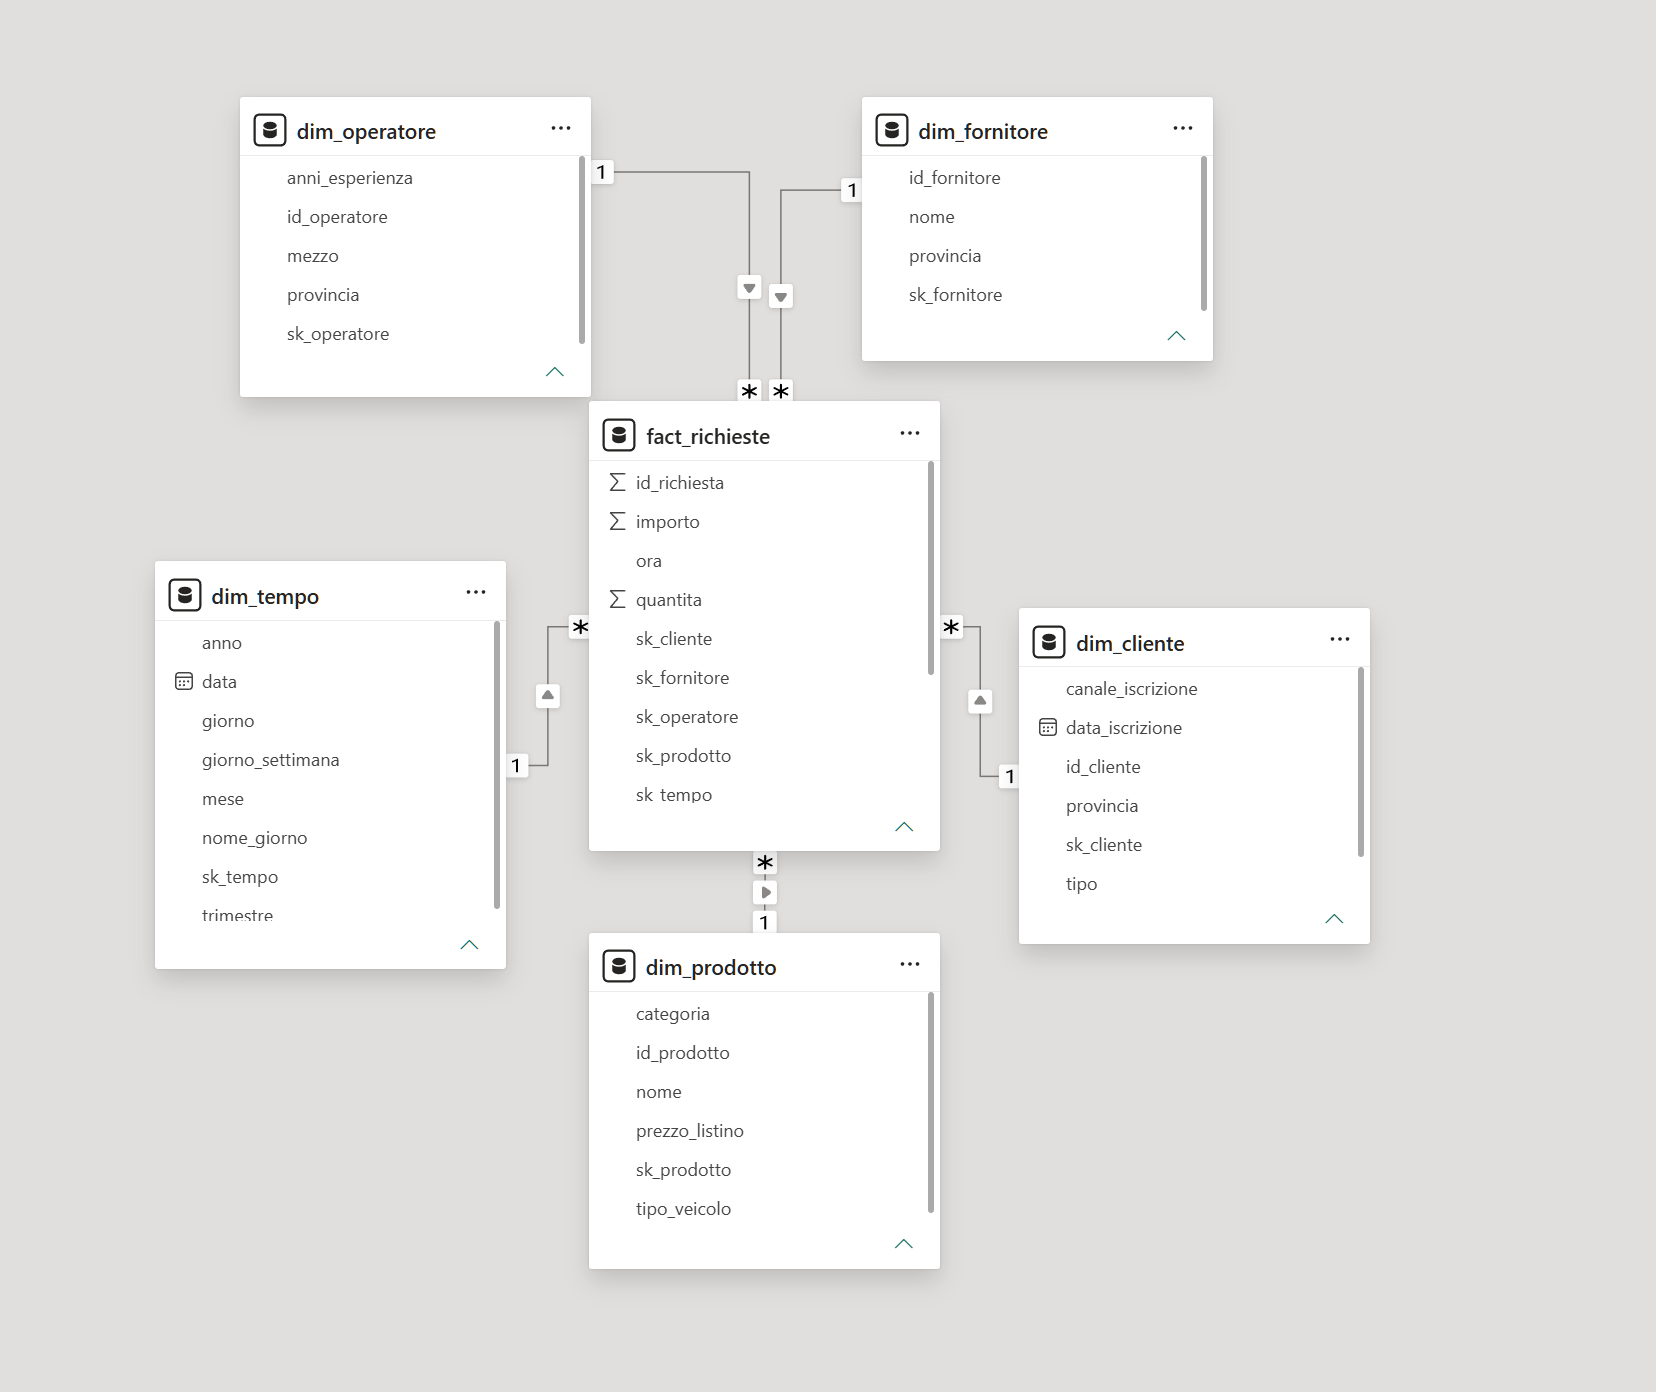 dim_operatore
anni_esperienza
id_operatore
mezzo
provincia
sk_operatore
1
dim_fornitore
id_fornitore
nome
provincia
sk_fornitore
1
* *
fact_richieste
id_richiesta
importo
ora
quantita
sk_cliente
sk_fornitore
sk_operatore
sk_prodotto
sk_tempo
*
*
dim_tempo
anno
data
giorno
giorno_settimana
mese
nome_giorno
sk_tempo
trimestre
1
dim_cliente
canale_iscrizione
data_iscrizione
id_cliente
provincia
sk_cliente
tipo
1
*
1
dim_prodotto
categoria
id_prodotto
nome
prezzo_listino
sk_prodotto
tipo_veicolo